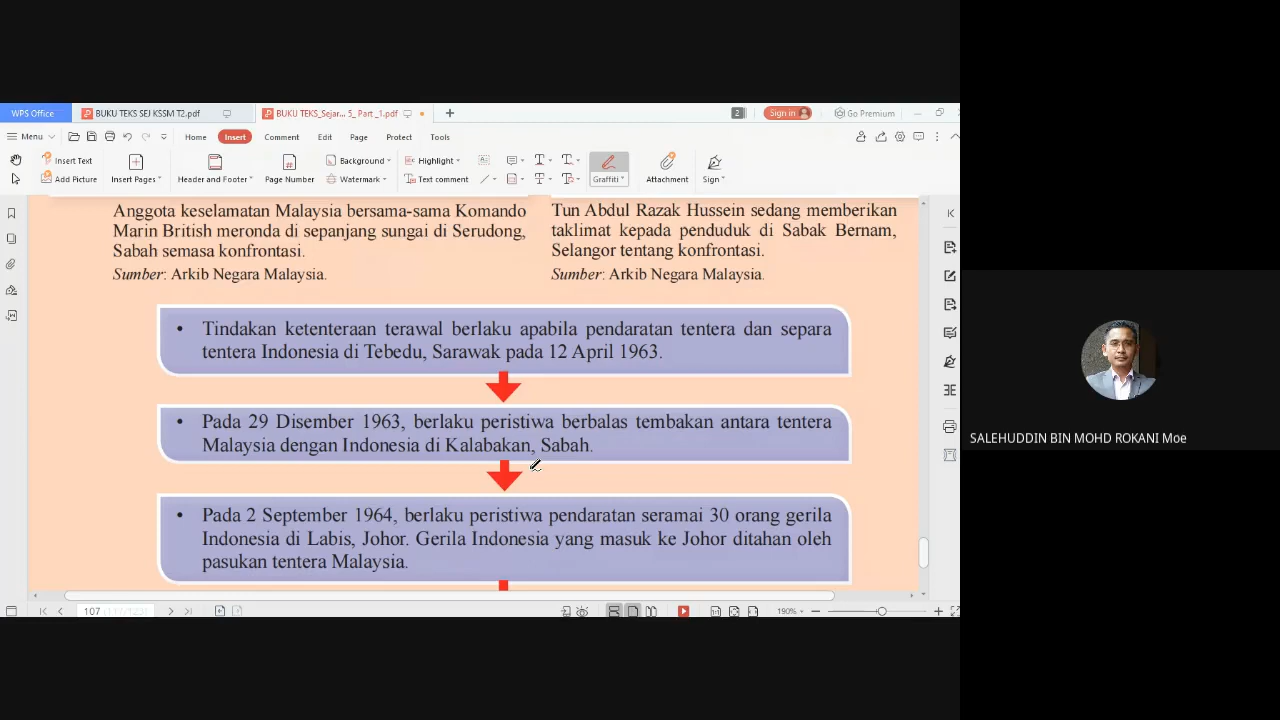 WPS Office
BUKU TEKS SEJ KSSM T2.pdf
BUKU TEKS_Sejar... 5_ Part _1.pdf
2
Sign in
Go Premium
Menu
Home
Insert
Comment
Edit
Page
Protect
Tools
Insert Text
Add Picture
Insert Pages
Header and Footer
Page Number
Background
Watermark
Highlight
Text comment
Graffiti
Attachment
Sign
Anggota keselamatan Malaysia bersama-sama Komando
Marin British meronda di sepanjang sungai di Serudong,
Sabah semasa konfrontasi.
Sumber: Arkib Negara Malaysia.
Tun Abdul Razak Hussein sedang memberikan
taklimat kepada penduduk di Sabak Bernam,
Selangor tentang konfrontasi.
Sumber: Arkib Negara Malaysia.
• Tindakan ketenteraan terawal berlaku apabila pendaratan tentera dan separa
tentera Indonesia di Tebedu, Sarawak pada 12 April 1963.
• Pada 29 Disember 1963, berlaku peristiwa berbalas tembakan antara tentera
Malaysia dengan Indonesia di Kalabakan, Sabah.
• Pada 2 September 1964, berlaku peristiwa pendaratan seramai 30 orang gerila
Indonesia di Labis, Johor. Gerila Indonesia yang masuk ke Johor ditahan oleh
pasukan tentera Malaysia.
107 (117/123)
190%
SALEHUDDIN BIN MOHD ROKANI Moe